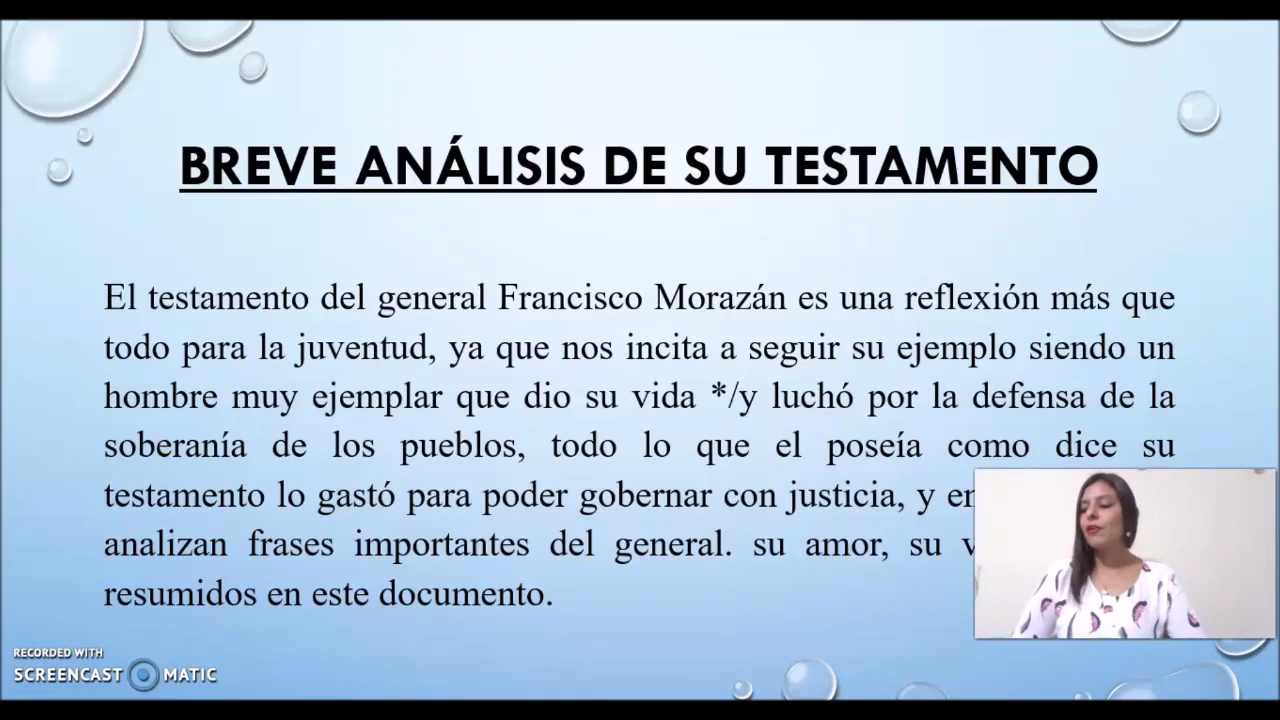 BREVE ANÁLISIS DE SU TESTAMENTO
El testamento del general Francisco Morazán es una reflexión más que
todo para la juventud, ya que nos incita a seguir su ejemplo siendo un
hombre muy ejemplar que dio su vida */y luchó por la defensa de la
soberanía de los pueblos, todo lo que el poseía como dice su
testamento lo gastó para poder gobernar con justicia, y
analizan frases importantes del general. su amor, su
resumidos en este documento.
RECORDED WITH
SCREENCAST MATIC